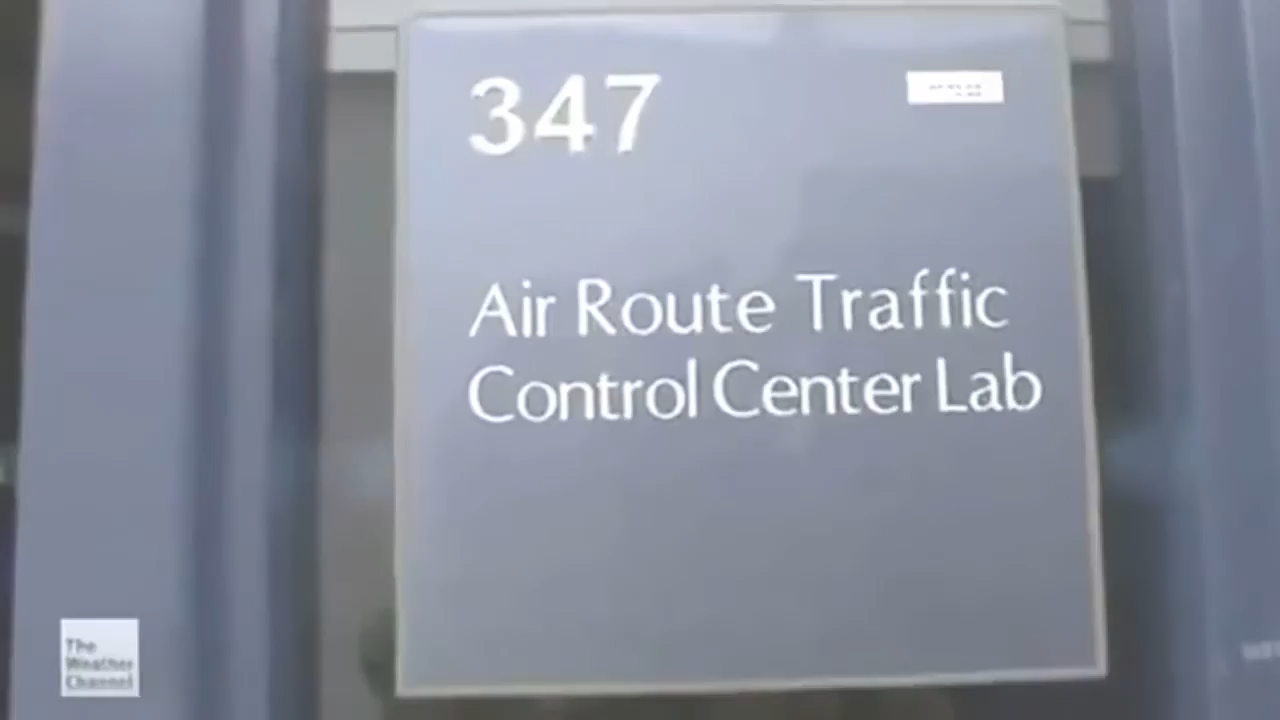 347
Air Route Traffic
Control Center Lab
The
Weather
Channel